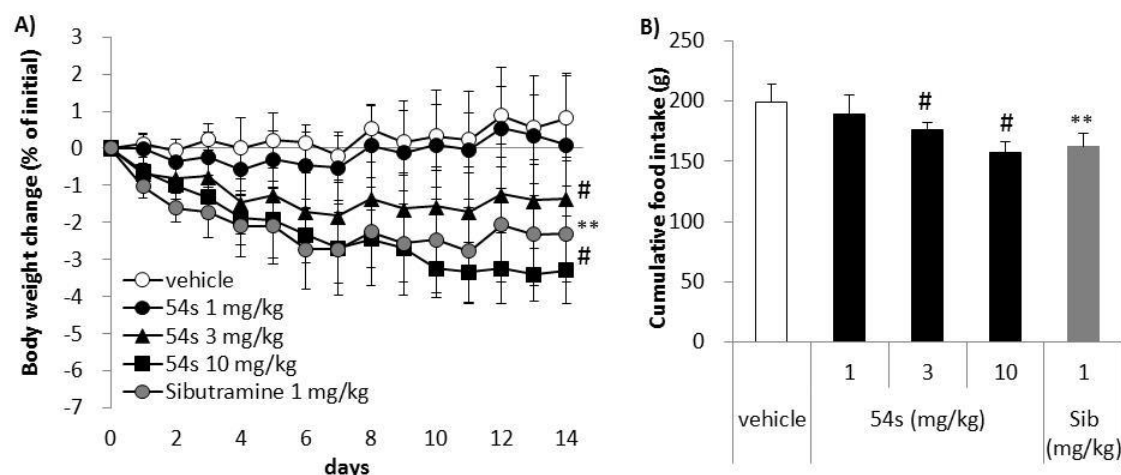 A)
Body weight change (% of initial)
3
2
1
0
-1
-2
-3
-4
-5
-6
-7
#
**
#
vehicle
54s 1 mg/kg
54s 3 mg/kg
54s 10 mg/kg
Sibutramine 1 mg/kg
0 2 4 6 8 10 12 14
days
B)
Cumulative food intake (g)
250
200
150
100
50
0
# # **
1 3 10 1
vehicle 54s (mg/kg) Sib
(mg/kg)